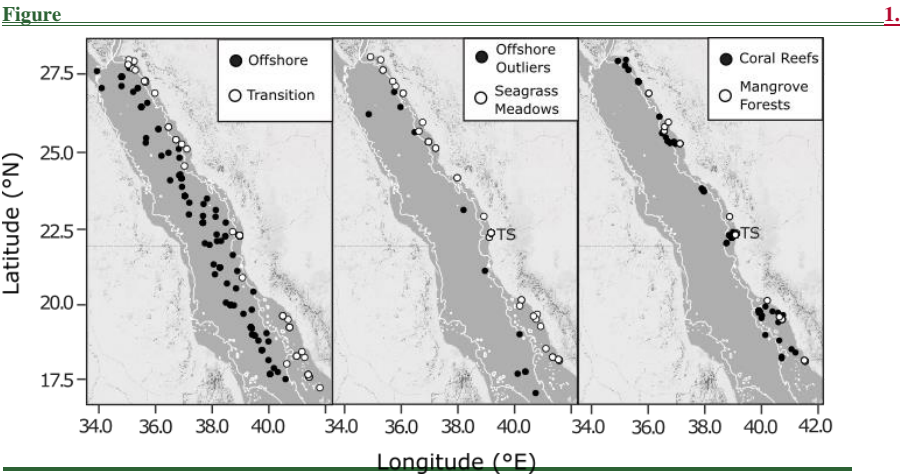 Figure 1.
Offshore
Transition
Offshore
Outliers
Seagrass
Meadows
Coral Reefs
Mangrove
Forests
27.5
25.0
22.5
20.0
17.5
Latitude (°N)
TS
TS
34.0 36.0 38.0 40.0 34.0 36.0 38.0 40.0 34.0 36.0 38.0 40.0 42.0
Longitude (°E)